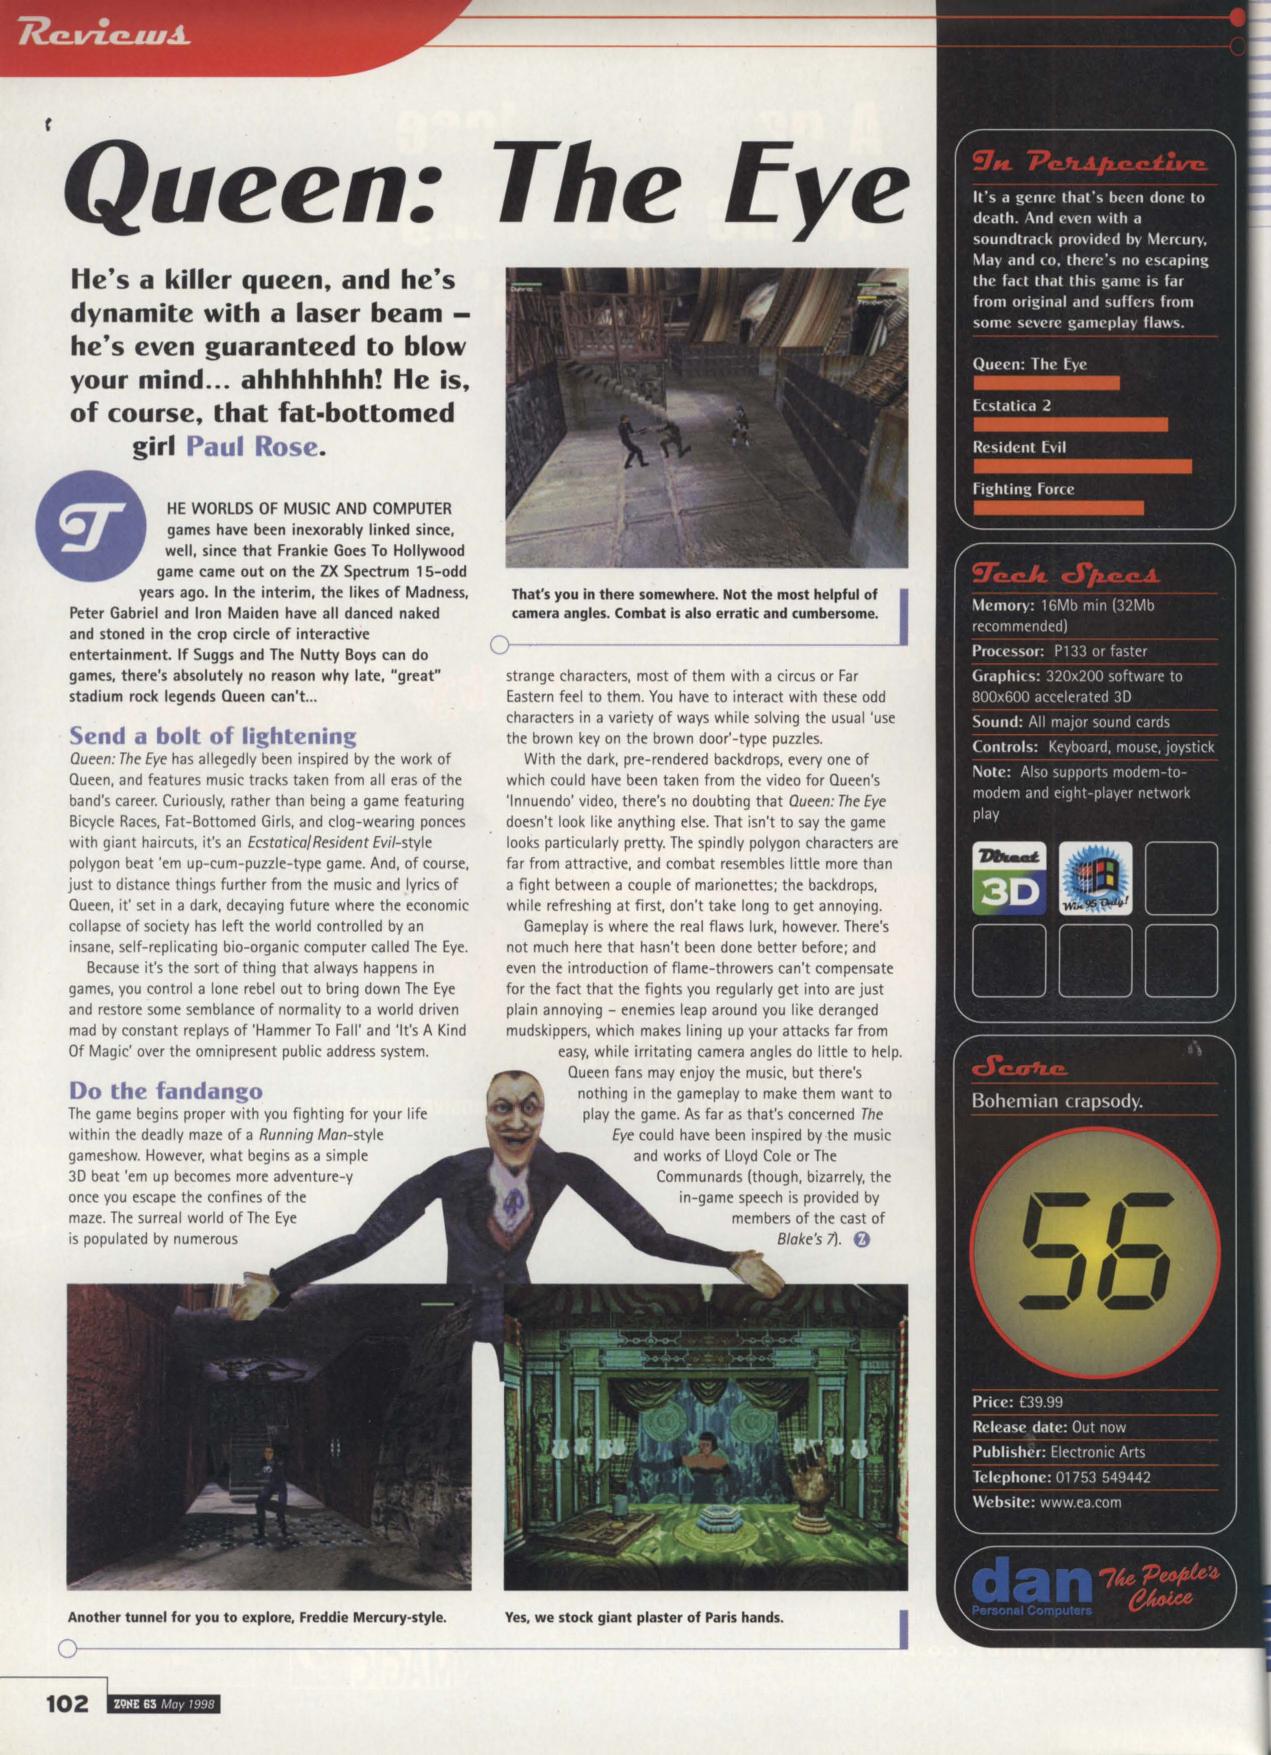 Reviews
Queen: The Eye
He's a killer queen, and he's
dynamite with a laser beam –
he's even guaranteed to blow
your mind... ahhhhhhh! He is,
of course, that fat-bottomed
girl Paul Rose.
THE WORLDS OF MUSIC AND COMPUTER
games have been inexorably linked since,
well, since that Frankie Goes To Hollywood
game came out on the ZX Spectrum 15-odd
years ago. In the interim, the likes of Madness,
Peter Gabriel and Iron Maiden have all danced naked
and stoned in the crop circle of interactive
entertainment. If Suggs and The Nutty Boys can do
games, there's absolutely no reason why late, "great"
stadium rock legends Queen can't...
Send a bolt of lightening
Queen: The Eye has allegedly been inspired by the work of
Queen, and features music tracks taken from all eras of the
band's career. Curiously, rather than being a game featuring
Bicycle Races, Fat-Bottomed Girls, and clog-wearing ponces
with giant haircuts, it's an Ecstatica/Resident Evil-style
polygon beat 'em up-cum-puzzle-type game. And, of course,
just to distance things further from the music and lyrics of
Queen, it' set in a dark, decaying future where the economic
collapse of society has left the world controlled by an
insane, self-replicating bio-organic computer called The Eye.
Because it's the sort of thing that always happens in
games, you control a lone rebel out to bring down The Eye
and restore some semblance of normality to a world driven
mad by constant replays of 'Hammer To Fall' and 'It's A Kind
Of Magic' over the omnipresent public address system.
Do the fandango
The game begins proper with you fighting for your life
within the deadly maze of a Running Man-style
gameshow. However, what begins as a simple
3D beat 'em up becomes more adventure-y
once you escape the confines of the
maze. The surreal world of The Eye
is populated by numerous
That's you in there somewhere. Not the most helpful of
camera angles. Combat is also erratic and cumbersome.
strange characters, most of them with a circus or Far
Eastern feel to them. You have to interact with these odd
characters in a variety of ways while solving the usual 'use
the brown key on the brown door'-type puzzles.
With the dark, pre-rendered backdrops, every one of
which could have been taken from the video for Queen's
'Innuendo' video, there's no doubting that Queen: The Eye
doesn't look like anything else. That isn't to say the game
looks particularly pretty. The spindly polygon characters are
far from attractive, and combat resembles little more than
a fight between a couple of marionettes; the backdrops,
while refreshing at first, don't take long to get annoying.
Gameplay is where the real flaws lurk, however. There's
not much here that hasn't been done better before; and
even the introduction of flame-throwers can't compensate
for the fact that the fights you regularly get into are just
plain annoying – enemies leap around you like deranged
mudskippers, which makes lining up your attacks far from
easy, while irritating camera angles do little to help.
Queen fans may enjoy the music, but there's
nothing in the gameplay to make them want to
play the game. As far as that's concerned The
Eye could have been inspired by the music
and works of Lloyd Cole or The
Communards (though, bizarrely, the
in-game speech is provided by
members of the cast of
Blake's 7). Z
Another tunnel for you to explore, Freddie Mercury-style.
Yes, we stock giant plaster of Paris hands.
In Perspective
It's a genre that's been done to
death. And even with a
soundtrack provided by Mercury,
May and co, there's no escaping
the fact that this game is far
from original and suffers from
some severe gameplay flaws.
Queen: The Eye
Ecstatica 2
Resident Evil
Fighting Force
Tech Specs
Memory: 16Mb min (32Mb
recommended)
Processor: P133 or faster
Graphics: 320x200 software to
800x600 accelerated 3D
Sound: All major sound cards
Controls: Keyboard, mouse, joystick
Note: Also supports modem-to-
modem and eight-player network
play
Direct
3D
Win 95 Only!
Score
Bohemian crapsody.
56
Price: £39.99
Release date: Out now
Publisher: Electronic Arts
Telephone: 01753 549442
Website: www.ea.com
dan
Personal Computers
The People's
Choice
102 ZONE 63 May 1998